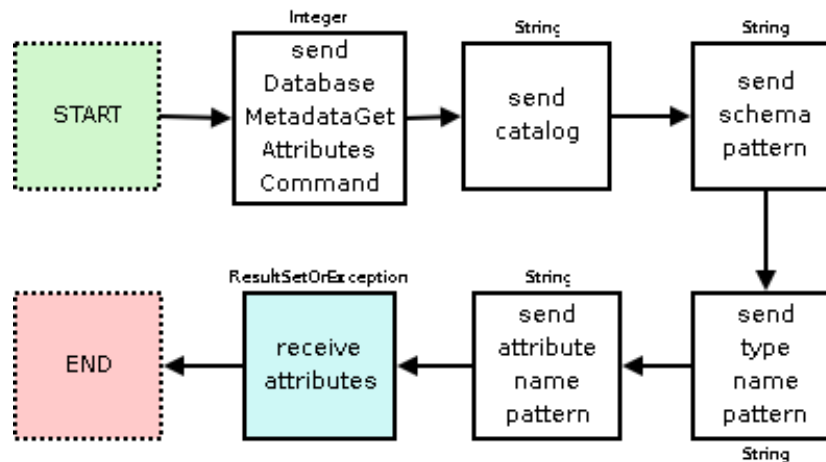 Integer
String
String
START
send
Database
MetadataGet
Attributes
Command
send
catalog
send
schema
pattern
ResultSetOrException
String
END
receive
attributes
send
attribute
name
pattern
send
type
name
pattern
String